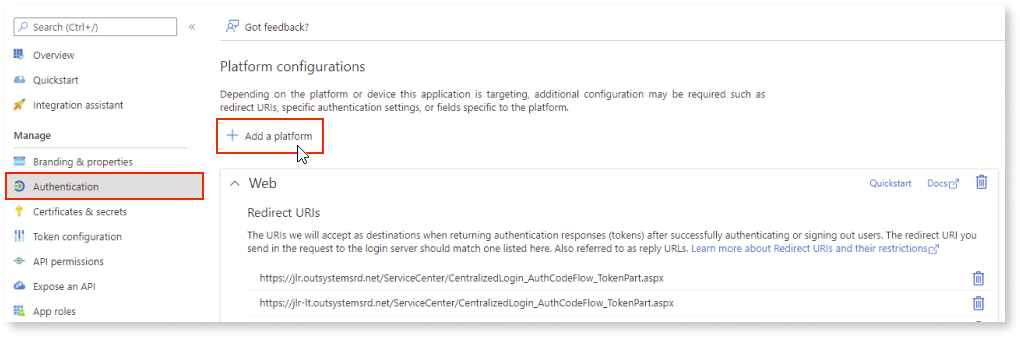 Search (Ctrl+/)
«
Overview
Quickstart
Integration assistant
Manage
Branding & properties
Authentication
Certificates & secrets
Token configuration
API permissions
Expose an API
App roles
Got feedback?
Platform configurations
Depending on the platform or device this application is targeting, additional configuration may be required such as
redirect URIs, specific authentication settings, or fields specific to the platform.
+ Add a platform
Web
Quickstart
Docs
Redirect URIs
The URIs we will accept as destinations when returning authentication responses (tokens) after successfully authenticating or signing out users. The redirect URI you
send in the request to the login server should match one listed here. Also referred to as reply URLs. Learn more about Redirect URIs and their restrictions
https://jlr.outsystemsrd.net/ServiceCenter/CentralizedLogin_AuthCodeFlow_TokenPart.aspx
https://jlr-lt.outsystemsrd.net/ServiceCenter/CentralizedLogin_AuthCodeFlow_TokenPart.aspx